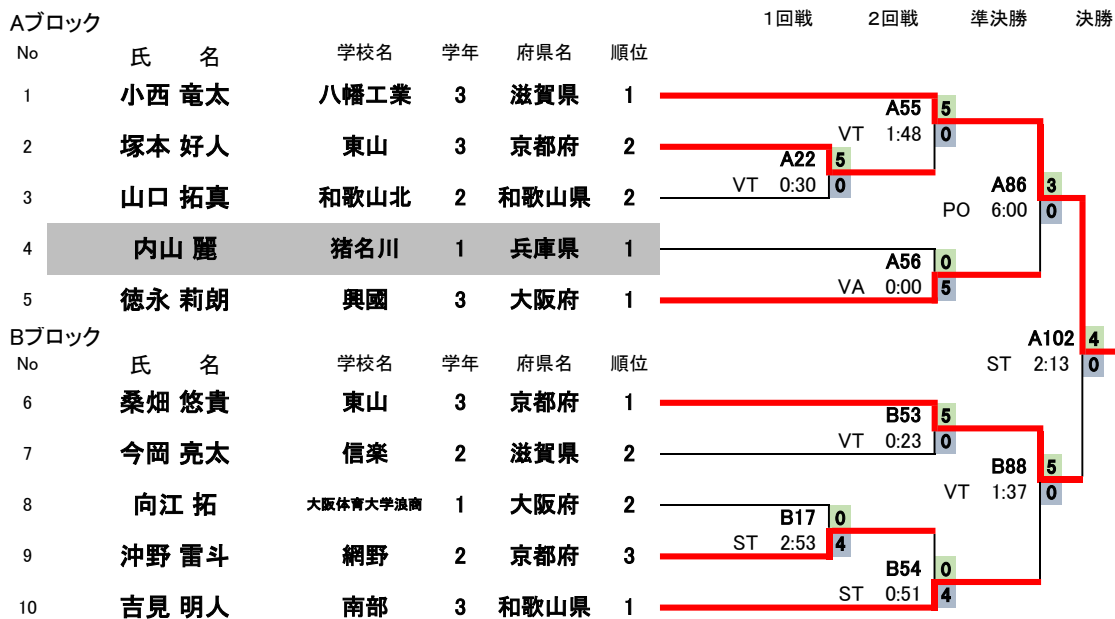 Aブロック 1回戦 2回戦 準決勝 決勝
No 氏 名 学校名 学年 府県名 順位
1 小西 竜太 八幡工業 3 滋賀県 1
A55 5
VT 1:48 0
2 塚本 好人 東山 3 京都府 2
A22 5
VT 0:30 0
3 山口 拓真 和歌山北 2 和歌山県 2
A86 3
PO 6:00 0
4 内山 麗 猪名川 1 兵庫県 1
A56 0
VA 0:00 5
5 徳永 莉朗 興國 3 大阪府 1
Bブロック
A102 4
ST 2:13 0
No 氏 名 学校名 学年 府県名 順位
6 桑畑 悠貴 東山 3 京都府 1
B53 5
VT 0:23 0
7 今岡 亮太 信楽 2 滋賀県 2
B88 5
VT 1:37 0
8 向江 拓 大阪体育大学浪商 1 大阪府 2
B17 0
ST 2:53 4
9 沖野 雷斗 網野 2 京都府 3
B54 0
ST 0:51 4
10 吉見 明人 南部 3 和歌山県 1